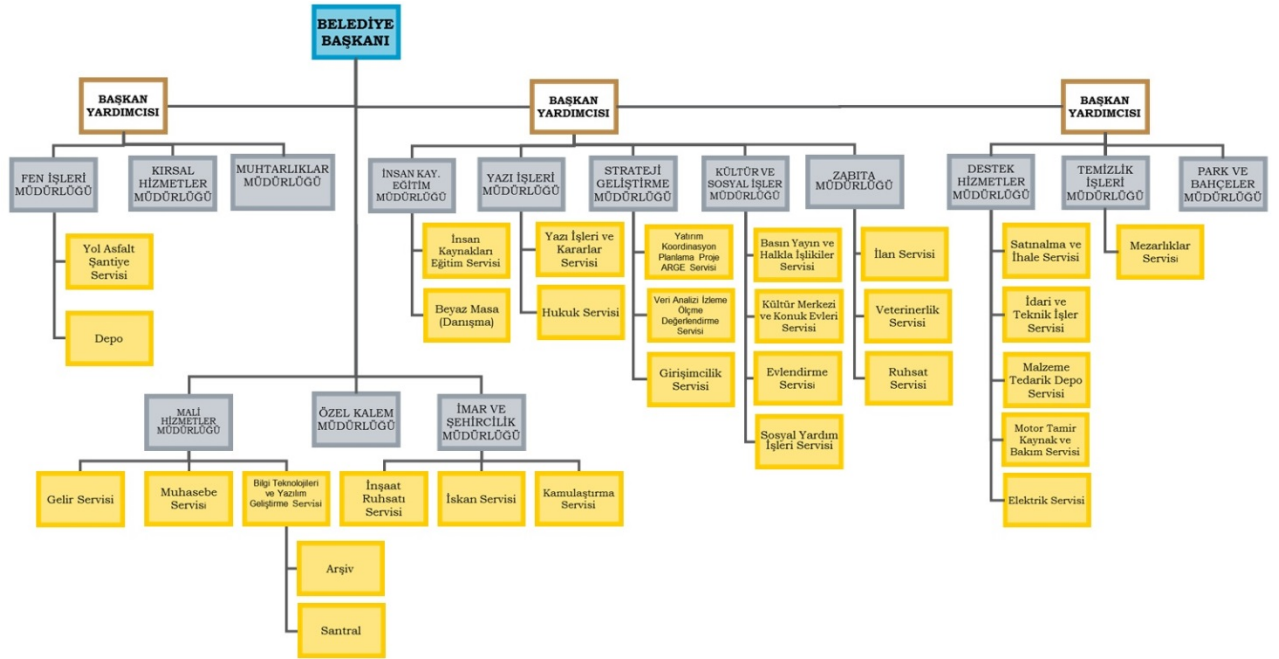 BELEDİYE
BAŞKANI
BAŞKAN
YARDIMCISI
BAŞKAN
YARDIMCISI
BAŞKAN
YARDIMCISI
FEN İŞLERİ
MÜDÜRLÜĞÜ
KIRSAL
HİZMETLER
MÜDÜRLÜĞÜ
MUHTARLIKLAR
MÜDÜRLÜĞÜ
İNSAN KAY.
EĞİTİM
MÜDÜRLÜĞÜ
YAZI İŞLERİ
MÜDÜRLÜĞÜ
STRATEJİ
GELİŞTİRME
MÜDÜRLÜĞÜ
KÜLTÜR VE
SOSYAL İŞLER
MÜDÜRLÜĞÜ
ZABITA
MÜDÜRLÜĞÜ
DESTEK
HİZMETLER
MÜDÜRLÜĞÜ
TEMİZLİK
İŞLERİ
MÜDÜRLÜĞÜ
PARK VE
BAHÇELER
MÜDÜRLÜĞÜ
Yol Asfalt
Şantiye
Servisi
Depo
İnsan
Kaynakları
Eğitim Servisi
Beyaz Masa
(Danışma)
Yazı İşleri ve
Kararlar
Servisi
Hukuk Servisi
Yatırım
Koordinasyon
Planlama Proje
ARGE Servisi
Veri Analizi İzleme
Ölçme
Değerlendirme
Servisi
Girişimcilik
Servisi
Basın Yayın ve
Halkla İşlikiler
Servisi
Kültür Merkezi
ve Konuk Evleri
Servisi
Evlendirme
Servisi
Sosyal Yardım
İşleri Servisi
İlan Servisi
Veterinerlik
Servisi
Ruhsat
Servisi
Satınalma ve
İhale Servisi
İdari ve
Teknik İşler
Servisi
Malzeme
Tedarik Depo
Servisi
Motor Tamir
Kaynak ve
Bakım Servisi
Elektrik Servisi
Mezarlıklar
Servisi
MALİ
HİZMETLER
MÜDÜRLÜĞÜ
ÖZEL KALEM
MÜDÜRLÜĞÜ
İMAR VE
ŞEHİRCİLİK
MÜDÜRLÜĞÜ
Gelir Servisi
Muhasebe
Servisi
Bilgi Teknolojileri
ve Yazılım
Geliştirme Servisi
İnşaat
Ruhsatı
Servisi
İskan Servisi
Kamulaştırma
Servisi
Arşiv
Santral